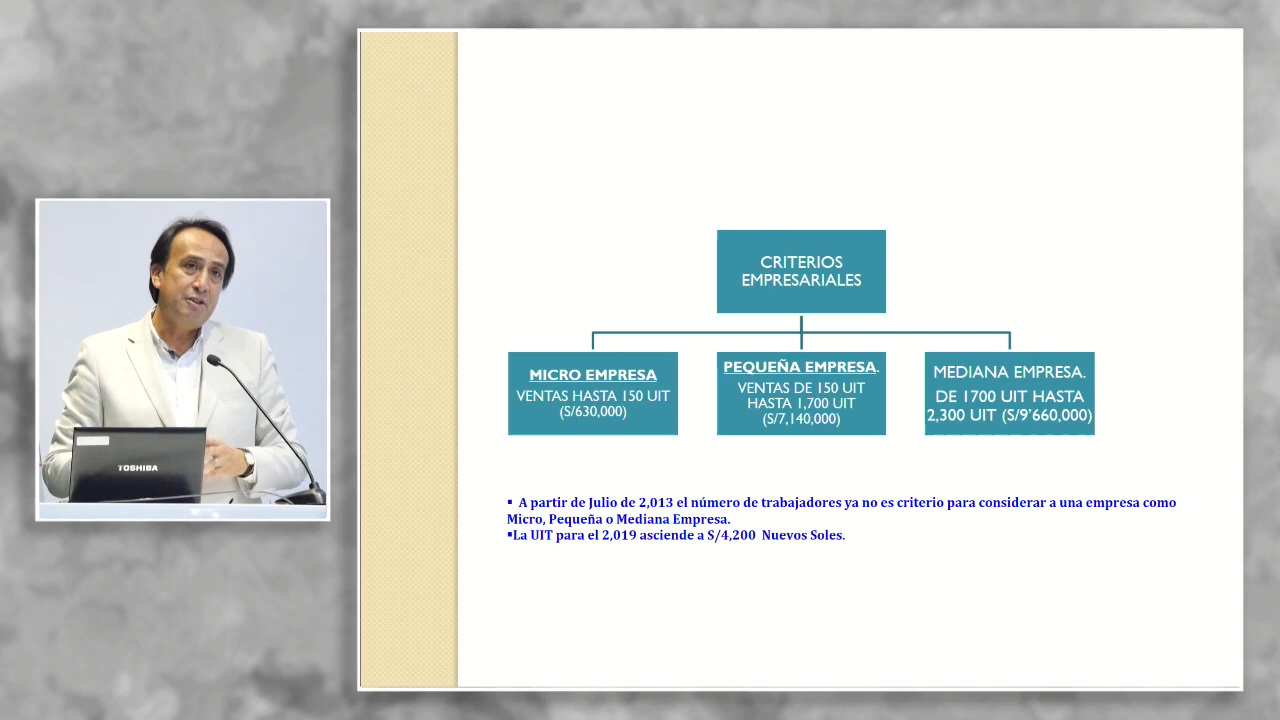 CRITERIOS
EMPRESARIALES
MICRO EMPRESA
VENTAS HASTA 150 UIT
(S/630,000)
PEQUEÑA EMPRESA.
VENTAS DE 150 UIT
HASTA 1,700 UIT
(S/7,140,000)
MEDIANA EMPRESA.
DE 1700 UIT HASTA
2,300 UIT (S/9'660,000)
▪ A partir de Julio de 2,013 el número de trabajadores ya no es criterio para considerar a una empresa como
Micro, Pequeña o Mediana Empresa.
▪La UIT para el 2,019 asciende a S/4,200 Nuevos Soles.
TOSHIBA